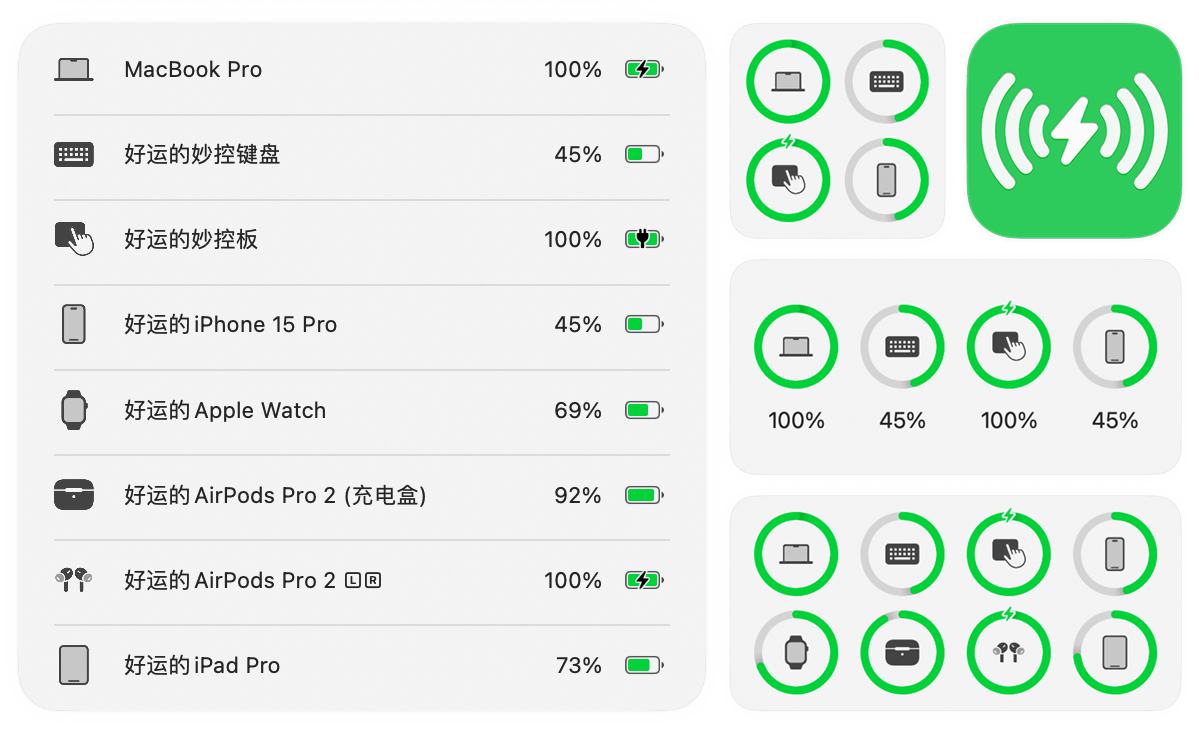 MacBook Pro 100%
好运的妙控键盘 45%
好运的妙控板 100%
好运的 iPhone 15 Pro 45%
好运的 Apple Watch 69%
好运的 AirPods Pro 2 (充电盒) 92%
好运的 AirPods Pro 2 L R 100%
好运的 iPad Pro 73%
100% 45% 100% 45%